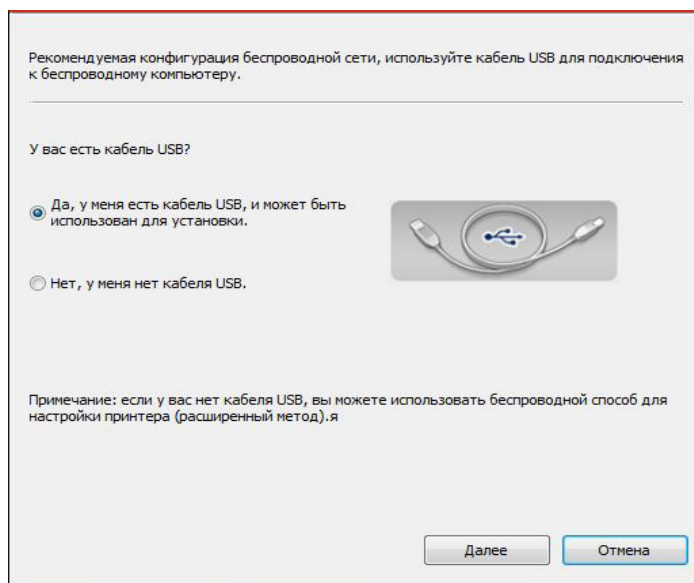 Рекомендуемая конфигурация беспроводной сети, используйте кабель USB для подключения
к беспроводному компьютеру.
У вас есть кабель USB?
Да, у меня есть кабель USB, и может быть
использован для установки.
Нет, у меня нет кабеля USB.
Примечание: если у вас нет кабеля USB, вы можете использовать беспроводной способ для
настройки принтера (расширенный метод).я
Далее
Отмена